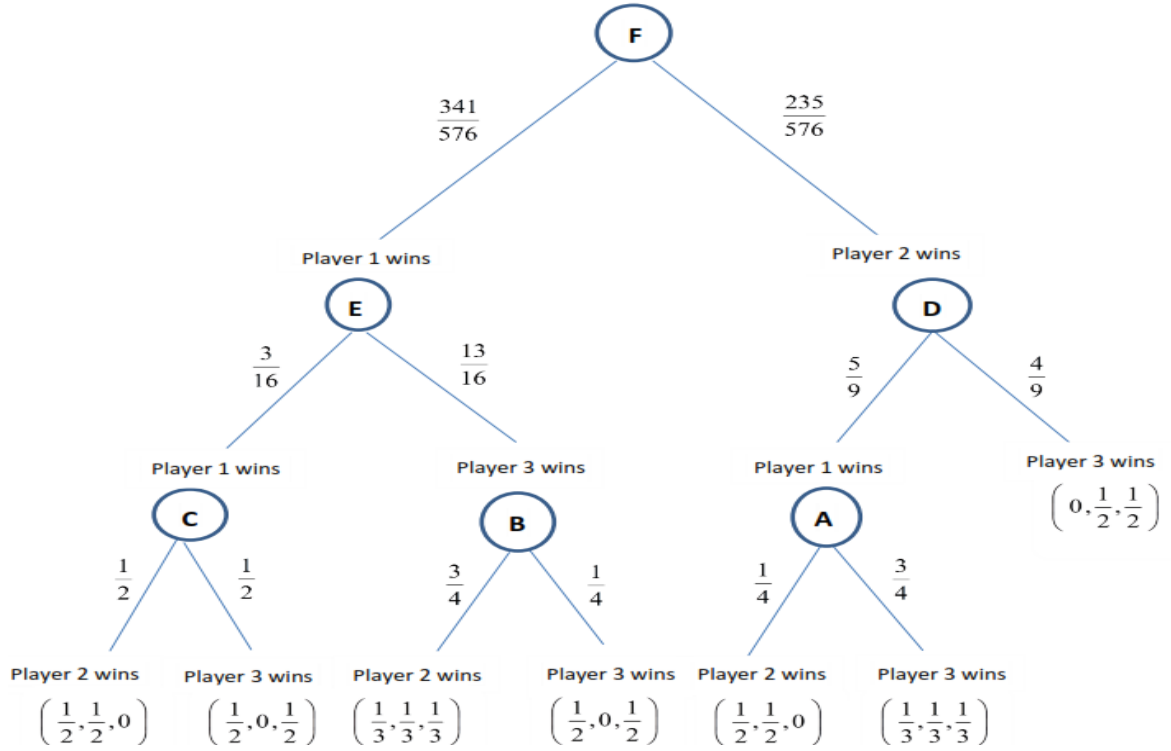 F
341/576 235/576
Player 1 wins Player 2 wins
E D
3/16 13/16 5/9 4/9
Player 1 wins Player 3 wins Player 1 wins Player 3 wins
(0, 1/2, 1/2)
C B A
1/2 1/2 3/4 1/4 1/4 3/4
Player 2 wins Player 3 wins Player 2 wins Player 3 wins Player 2 wins Player 3 wins
(1/2, 1/2, 0) (1/2, 0, 1/2) (1/3, 1/3, 1/3) (1/2, 0, 1/2) (1/2, 1/2, 0) (1/3, 1/3, 1/3)